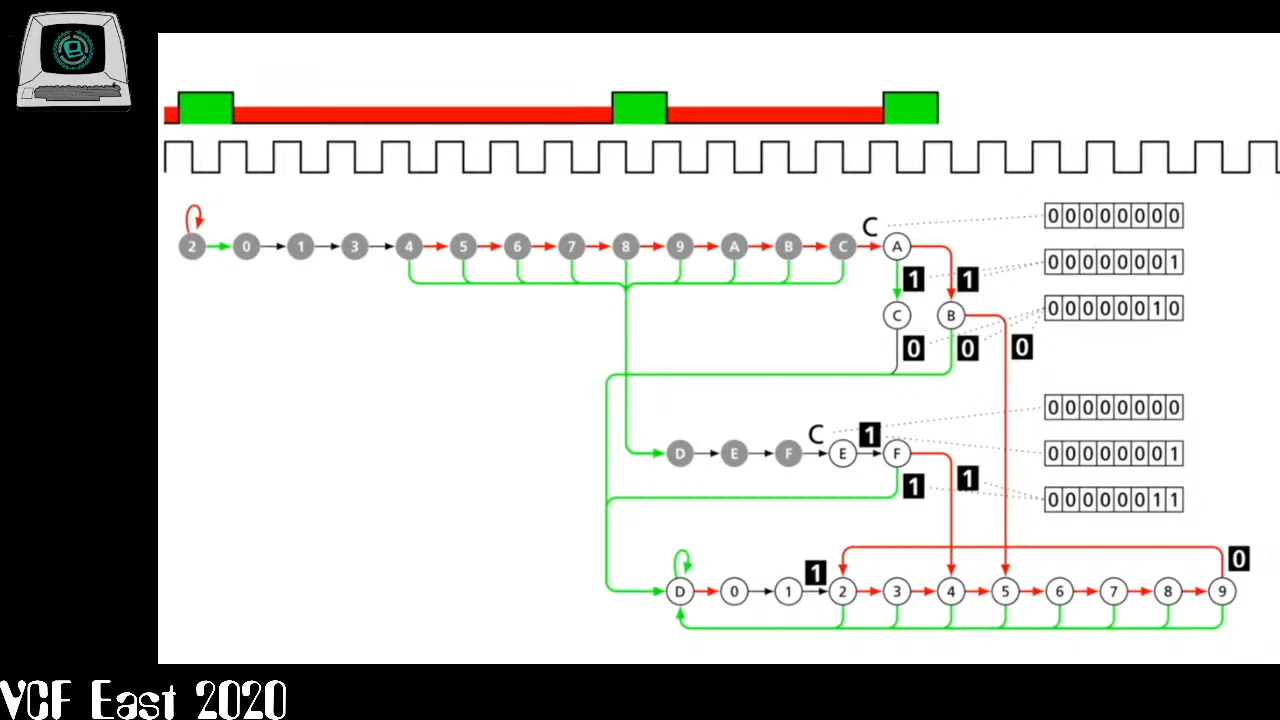 C
00000000
2 0 1 3 4 5 6 7 8 9 A B C A
1 1
00000001
C B
00000010
0 0 0
00000000
C 1
D E F E F
00000001
1 1
00000011
0
1
D 0 1 2 3 4 5 6 7 8 9
VCF East 2020